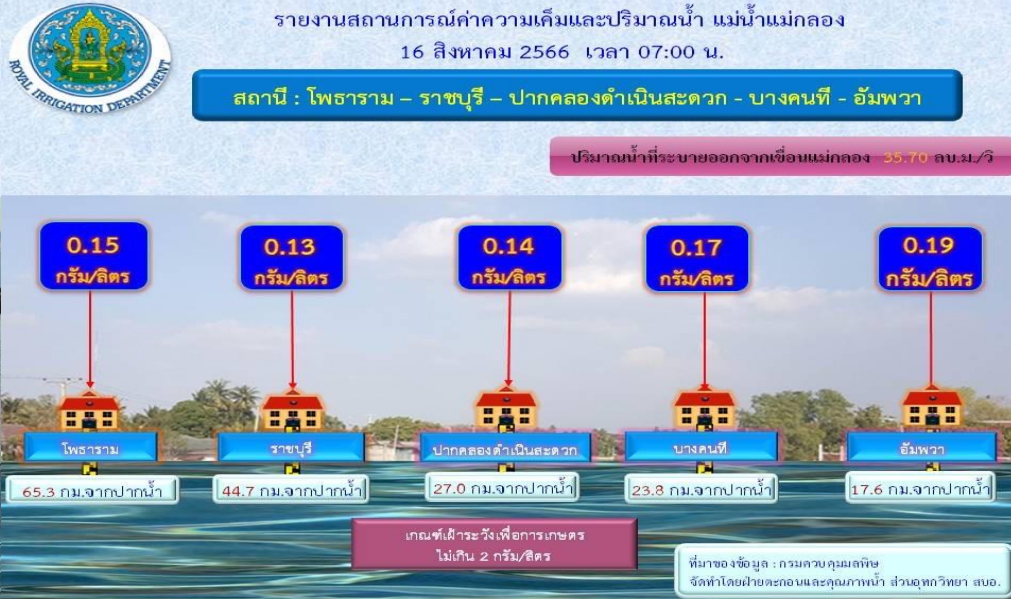 รายงานสถานการณ์ค่าความเค็มและปริมาณน้ำ แม่น้ำแม่กลอง
16 สิงหาคม 2566 เวลา 07:00 น.
ROYAL IRRIGATION DEPARTMENT
สถานี : โพธาราม – ราชบุรี – ปากคลองดำเนินสะดวก - บางคนที - อัมพวา
ปริมาณน้ำที่ระบายออกจากเขื่อนแม่กลอง 35.70 ลบ.ม./วิ
0.15
กรัม/ลิตร
0.13
กรัม/ลิตร
0.14
กรัม/ลิตร
0.17
กรัม/ลิตร
0.19
กรัม/ลิตร
โพธาราม
ราชบุรี
ปากคลองดำเนินสะดวก
บางคนที
อัมพวา
65.3 กม.จากปากน้ำ
44.7 กม.จากปากน้ำ
27.0 กม.จากปากน้ำ
23.8 กม.จากปากน้ำ
17.6 กม.จากปากน้ำ
เกณฑ์เฝ้าระวังเพื่อการเกษตร
ไม่เกิน 2 กรัม/ลิตร
ที่มาของข้อมูล : กรมควบคุมมลพิษ
จัดทำโดยฝ่ายตะกอนและคุณภาพน้ำ ส่วนอุทกวิทยา สบอ.